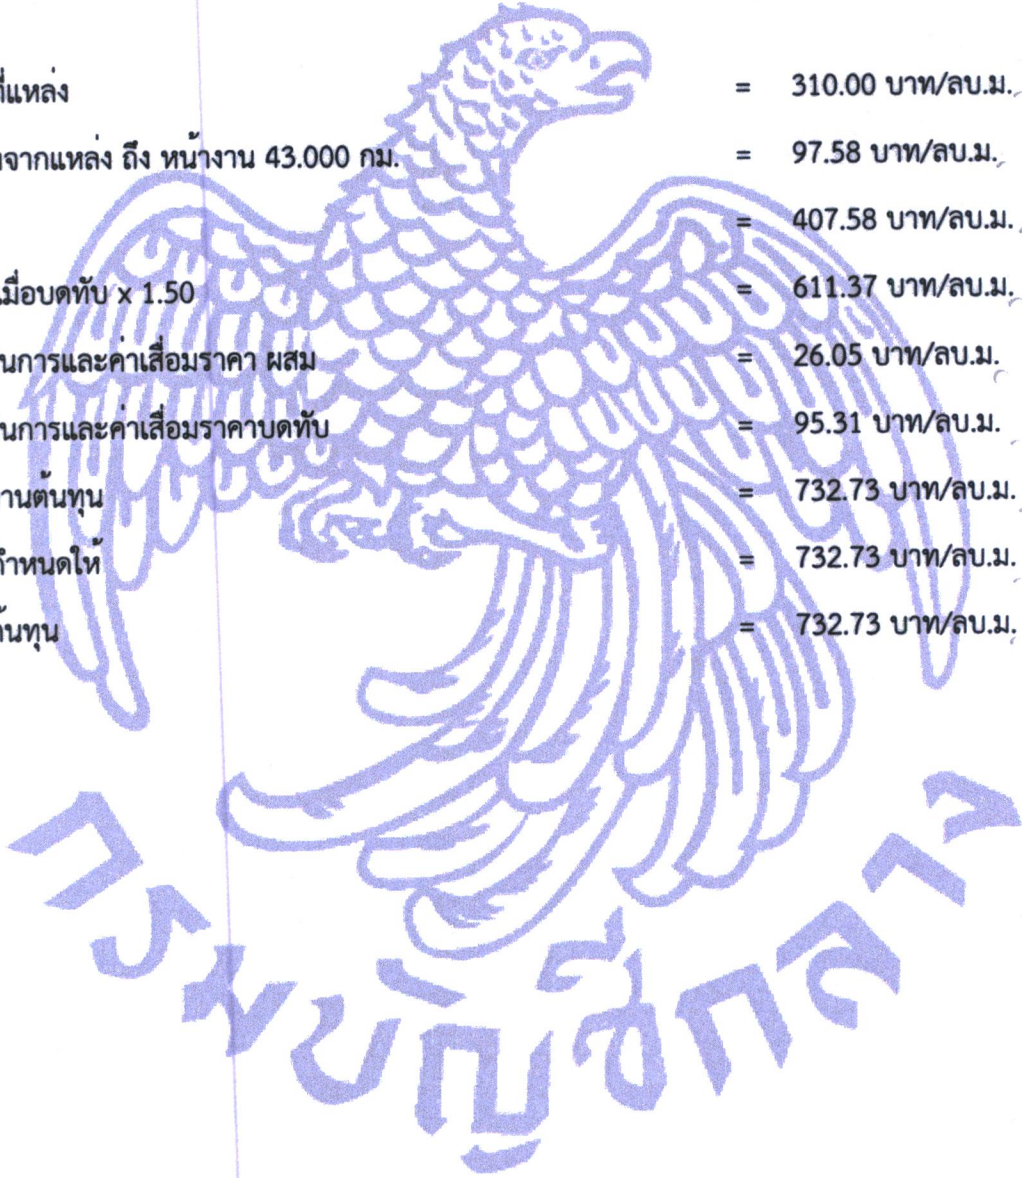 ที่แหล่ง = 310.00 บาท/ลบ.ม.
จากแหล่ง ถึง หน้างาน 43.000 กม. = 97.58 บาท/ลบ.ม.
= 407.58 บาท/ลบ.ม.
เมื่อบดทับ x 1.50 = 611.37 บาท/ลบ.ม.
นการและค่าเสื่อมราคา ผสม = 26.05 บาท/ลบ.ม.
นการและค่าเสื่อมราคาบดทับ = 95.31 บาท/ลบ.ม.
านต้นทุน = 732.73 บาท/ลบ.ม.
กำหนดให้ = 732.73 บาท/ลบ.ม.
ต้นทุน = 732.73 บาท/ลบ.ม.
กรมบัญชีกลาง